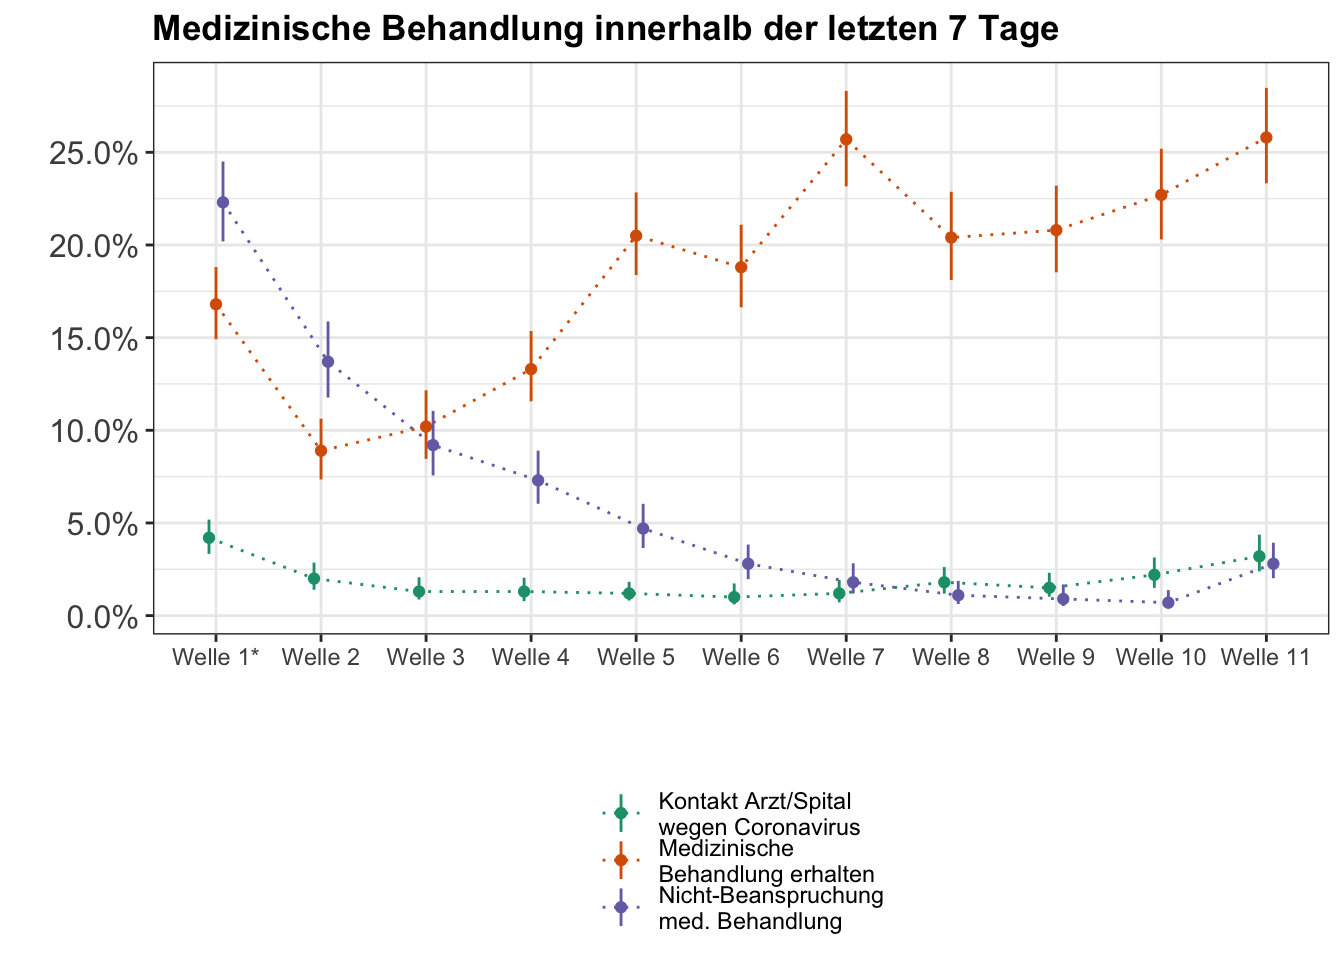 Medizinische Behandlung innerhalb der letzten 7 Tage
25.0%
20.0%
15.0%
10.0%
5.0%
0.0%
Welle 1* Welle 2 Welle 3 Welle 4 Welle 5 Welle 6 Welle 7 Welle 8 Welle 9 Welle 10 Welle 11
Kontakt Arzt/Spital
wegen Coronavirus
Medizinische
Behandlung erhalten
Nicht-Beanspruchung
med. Behandlung